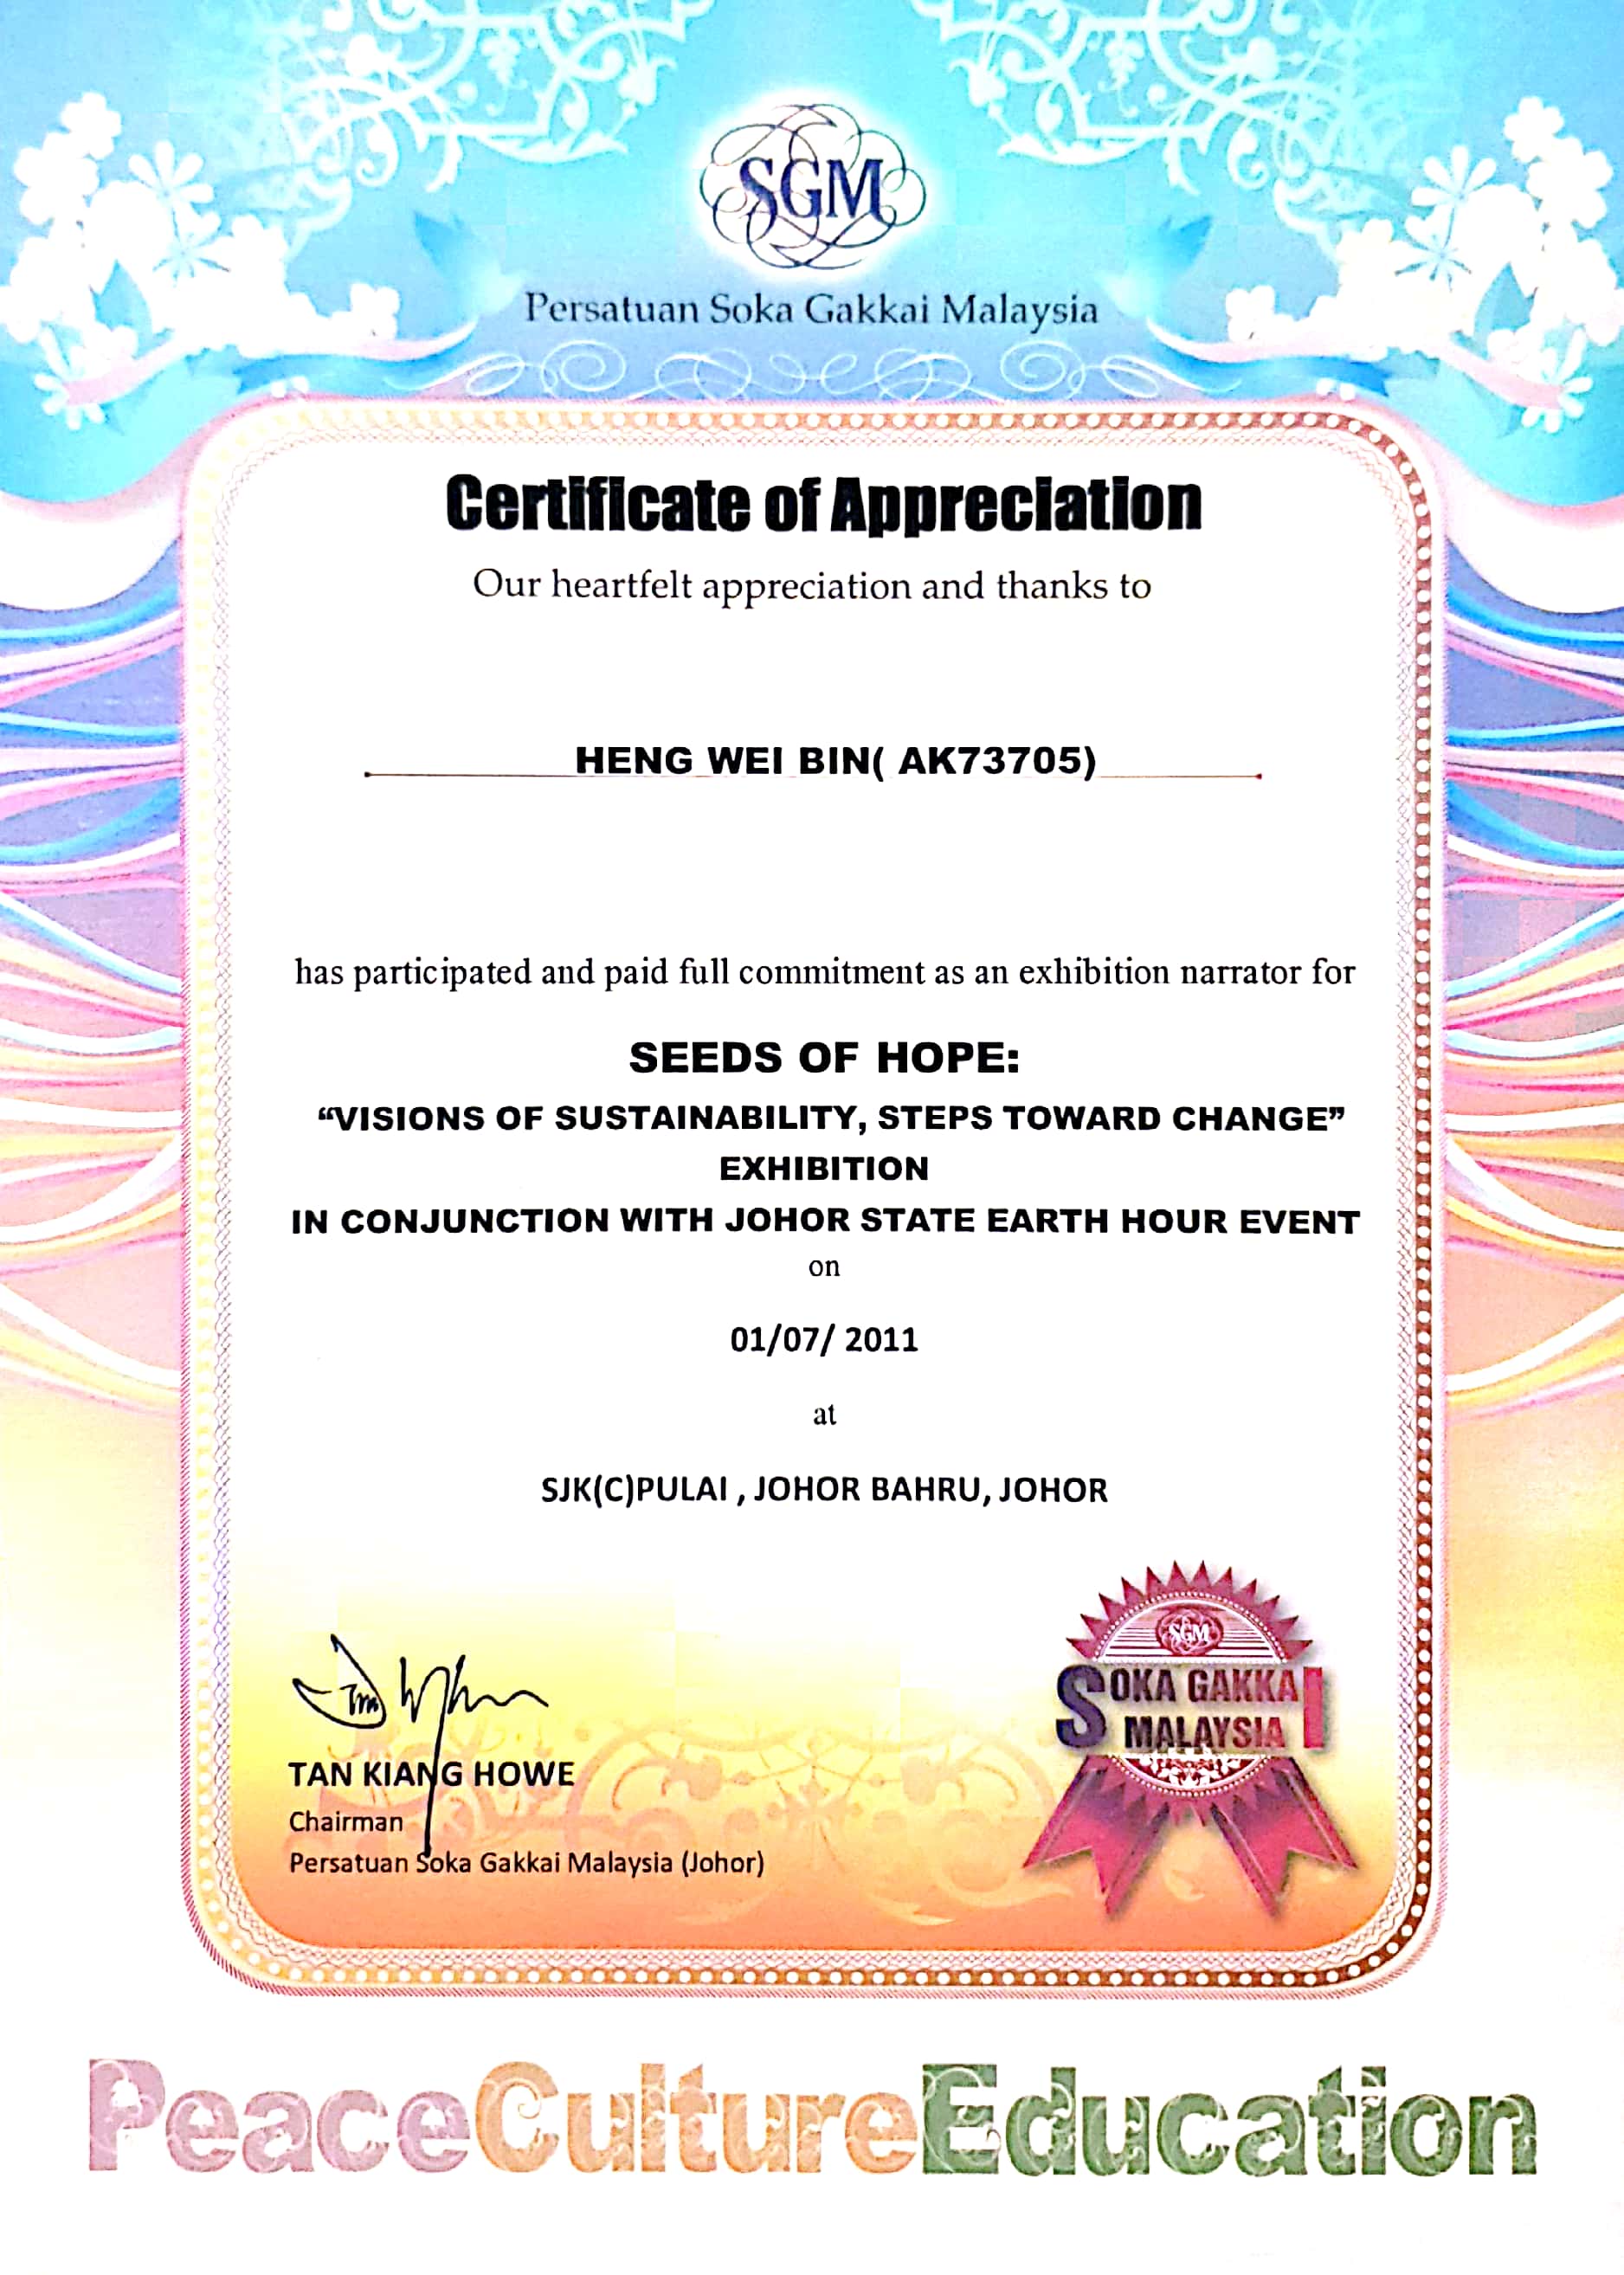 SGM
Persatuan Soka Gakkai Malaysia
Certificate of Appreciation
Our heartfelt appreciation and thanks to
HENG WEI BIN( AK73705)
has participated and paid full commitment as an exhibition narrator for
SEEDS OF HOPE:
“VISIONS OF SUSTAINABILITY, STEPS TOWARD CHANGE”
EXHIBITION
IN CONJUNCTION WITH JOHOR STATE EARTH HOUR EVENT
on
01/07/ 2011
at
SJK(C)PULAI , JOHOR BAHRU, JOHOR
SGM
SOKA GAKKAI
MALAYSIA
TAN KIANG HOWE
Chairman
Persatuan Soka Gakkai Malaysia (Johor)
PeaceCultureEducation